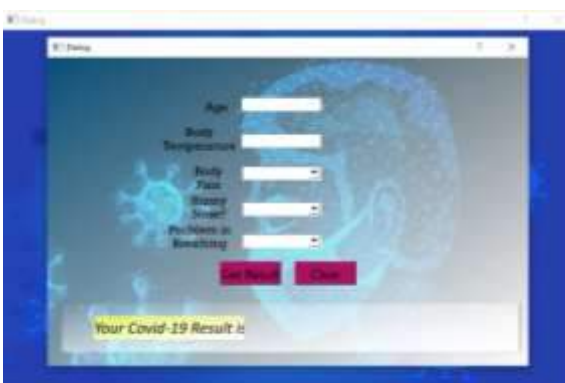 Dialog
Dialog
Age
Body
Temperature
Body
Pain
Runny
Nose?
Problem in
Breathing
Get Result
Clear
Your Covid-19 Result is